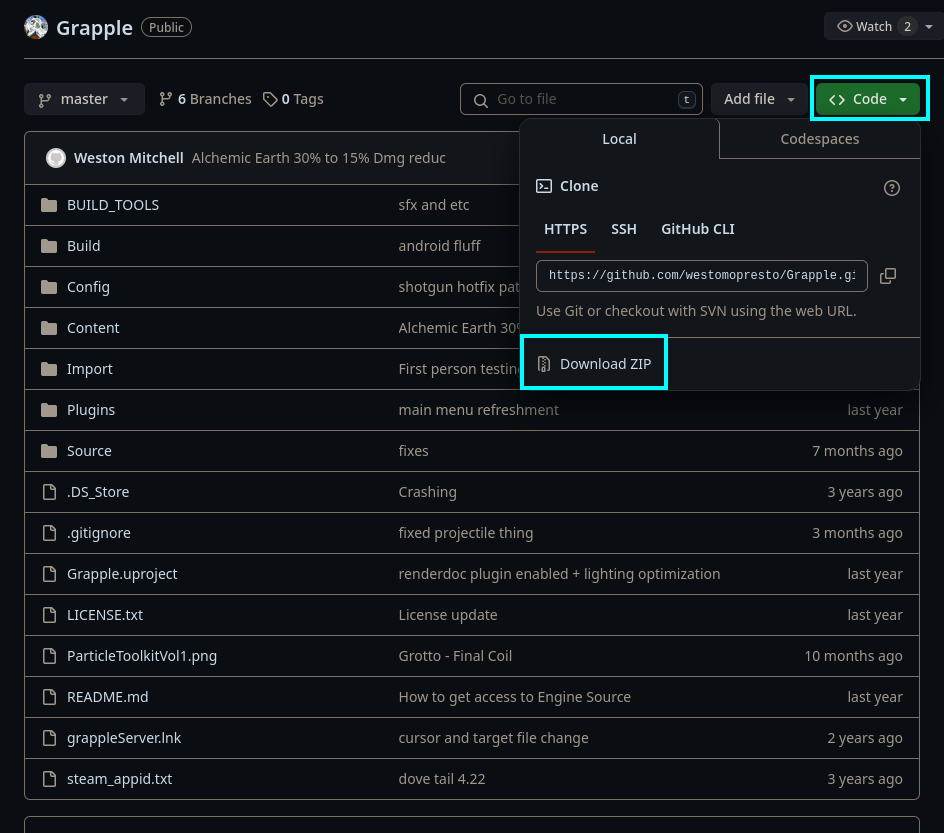 Grapple Public Watch 2
master 6 Branches 0 Tags Go to file t Add file <> Code
Local Codespaces
Weston Mitchell Alchemic Earth 30% to 15% Dmg reduc
Clone
BUILD_TOOLS sfx and etc
HTTPS SSH GitHub CLI
Build android fluff
https://github.com/westomopresto/Grapple.gi
Config shotgun hotfix pat
Use Git or checkout with SVN using the web URL.
Content Alchemic Earth 30%
Download ZIP
Import First person testing
Plugins main menu refreshment last year
Source fixes 7 months ago
.DS_Store Crashing 3 years ago
.gitignore fixed projectile thing 3 months ago
Grapple.uproject renderdoc plugin enabled + lighting optimization last year
LICENSE.txt License update last year
ParticleToolkitVol1.png Grotto - Final Coil 10 months ago
README.md How to get access to Engine Source last year
grappleServer.lnk cursor and target file change 2 years ago
steam_appid.txt dove tail 4.22 3 years ago